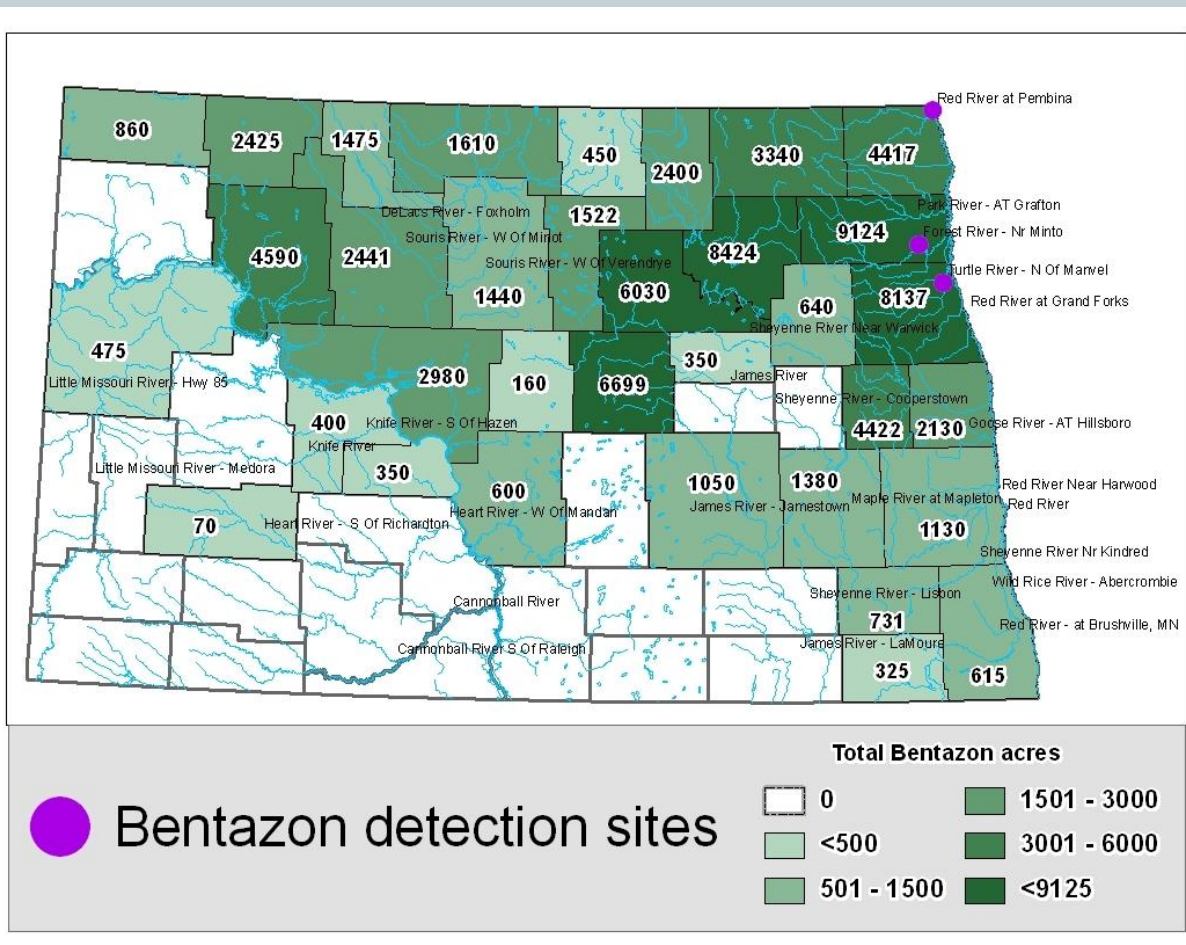 Red River at Pembina
860
2425
1475
1610
450
2400
3340
4417
Park River - AT Grafton
DeLacs River - Foxholm
1522
9124
Forest River - Nr Minto
Souris River - W Of Minot
4590
2441
8424
Souris River - W Of Verendrye
Turtle River - N Of Manvel
6030
1440
640
8137
Red River at Grand Forks
Sheyenne River Near Warwick
475
350
2980
160
6699
James River
Little Missouri River - Hwy 85
Sheyenne River - Cooperstown
400
Knife River - S Of Hazen
4422
2130
Goose River - AT Hillsboro
Knife River
Little Missouri River - Medora
350
600
1050
1380
Red River Near Harwood
Maple River at Mapleton
Red River
James River - Jamestown
Heart River - W Of Mandan
70
Heart River - S Of Richardton
1130
Sheyenne River Nr Kindred
Wild Rice River - Abercrombie
Sheyenne River - Lisbon
Cannonball River
731
Red River - at Brushville, MN
Cannonball River S Of Raleigh
James River - LaMoure
325
615
Bentazon detection sites
Total Bentazon acres
0
<500
501 - 1500
1501 - 3000
3001 - 6000
<9125